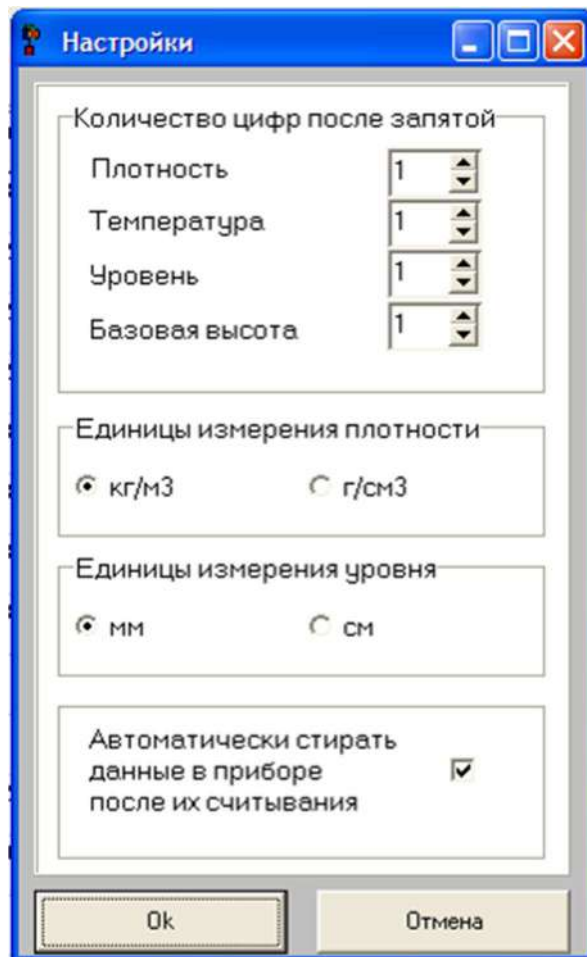 Настройки
Количество цифр после запятой
Плотность 1
Температура 1
Уровень 1
Базовая высота 1
Единицы измерения плотности
кг/м3 г/см3
Единицы измерения уровня
мм см
Автоматически стирать
данные в приборе
после их считывания
Ok Отмена